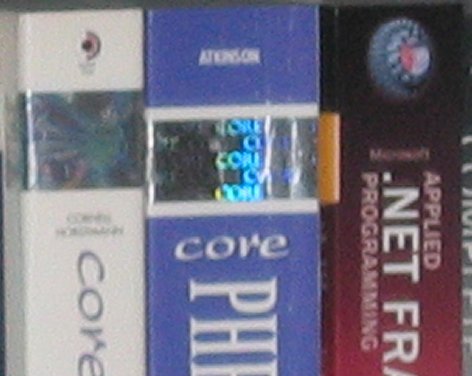 CORNELL
HORSTMANN
core
ATKINSON
CORE
CORE
CORE
core
PHP
Microsoft
APPLIED
.NET FRA
PROGRAMMING